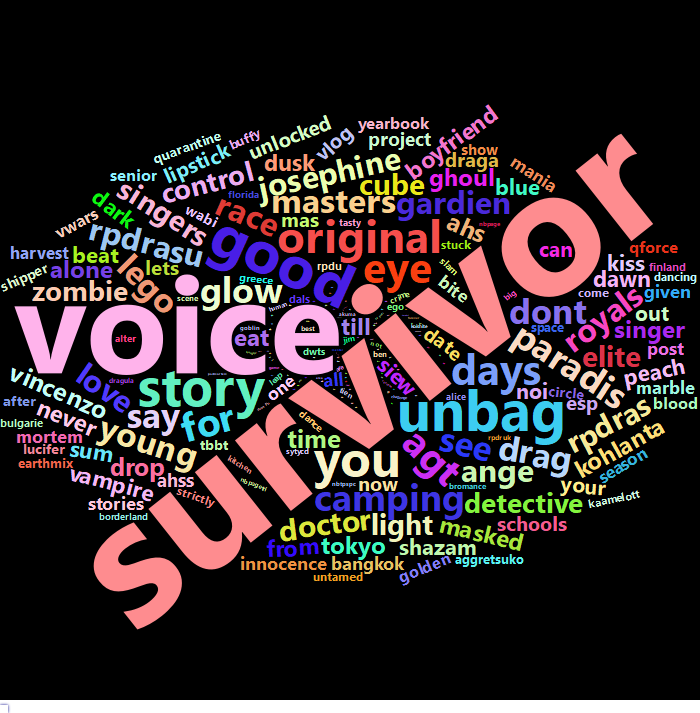 yearbook
quarantine
buffy
unlocked
vlog
project
boyfriend
show
senior
lipstick
dusk
draga
mania
control
josephine
cube
ghoul
blue
florida
dark
singers
wabi
race
mas
tasty
masters
gardien
ahs
vwars
rpdrasu
good
original
stuck
can
qforce
harvest
beat
lets
rpdu
eye
slam
kiss
finland
shipper
alone
lego
greece
bite
dawn
dancing
zombie
scene
glow
dals
human
akuma
crime
ego
big
come
given
voice
survivor
goblin
best
till
dont
space
royals
out
singer
alter
eat
dwts
jim
ben
date
paradis
elite
post
vincenzo
love
dragula
story
one
all
siew
days
noi
circle
peach
marble
after
never
say
for
lien
alice
unbag
esp
blood
bulgarie
mortem
young
tbbt
dance
time
you
agt
see
rpdruk
drag
rpdras
kohlanta
lucifer
earthmix
sum
drop
kitchen
sytycd
ange
season
vampire
ahss
nbtpspc
now
bromance
your
kaamelott
stories
strictly
camping
detective
borderland
doctor
light
masked
schools
from
tokyo
shazam
innocence
bangkok
golden
aggretsuko
untamed